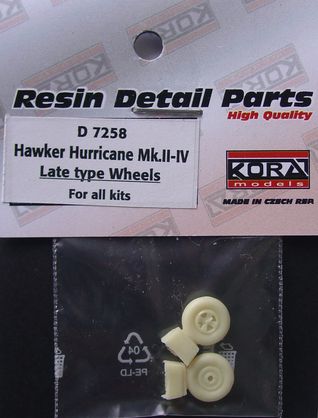 Resin Detail Parts
High Quality
D 7258
Hawker Hurricane Mk.II-IV
Late type Wheels
For all kits
KORA
models
MADE IN CZECH REP.
04
PE-LD